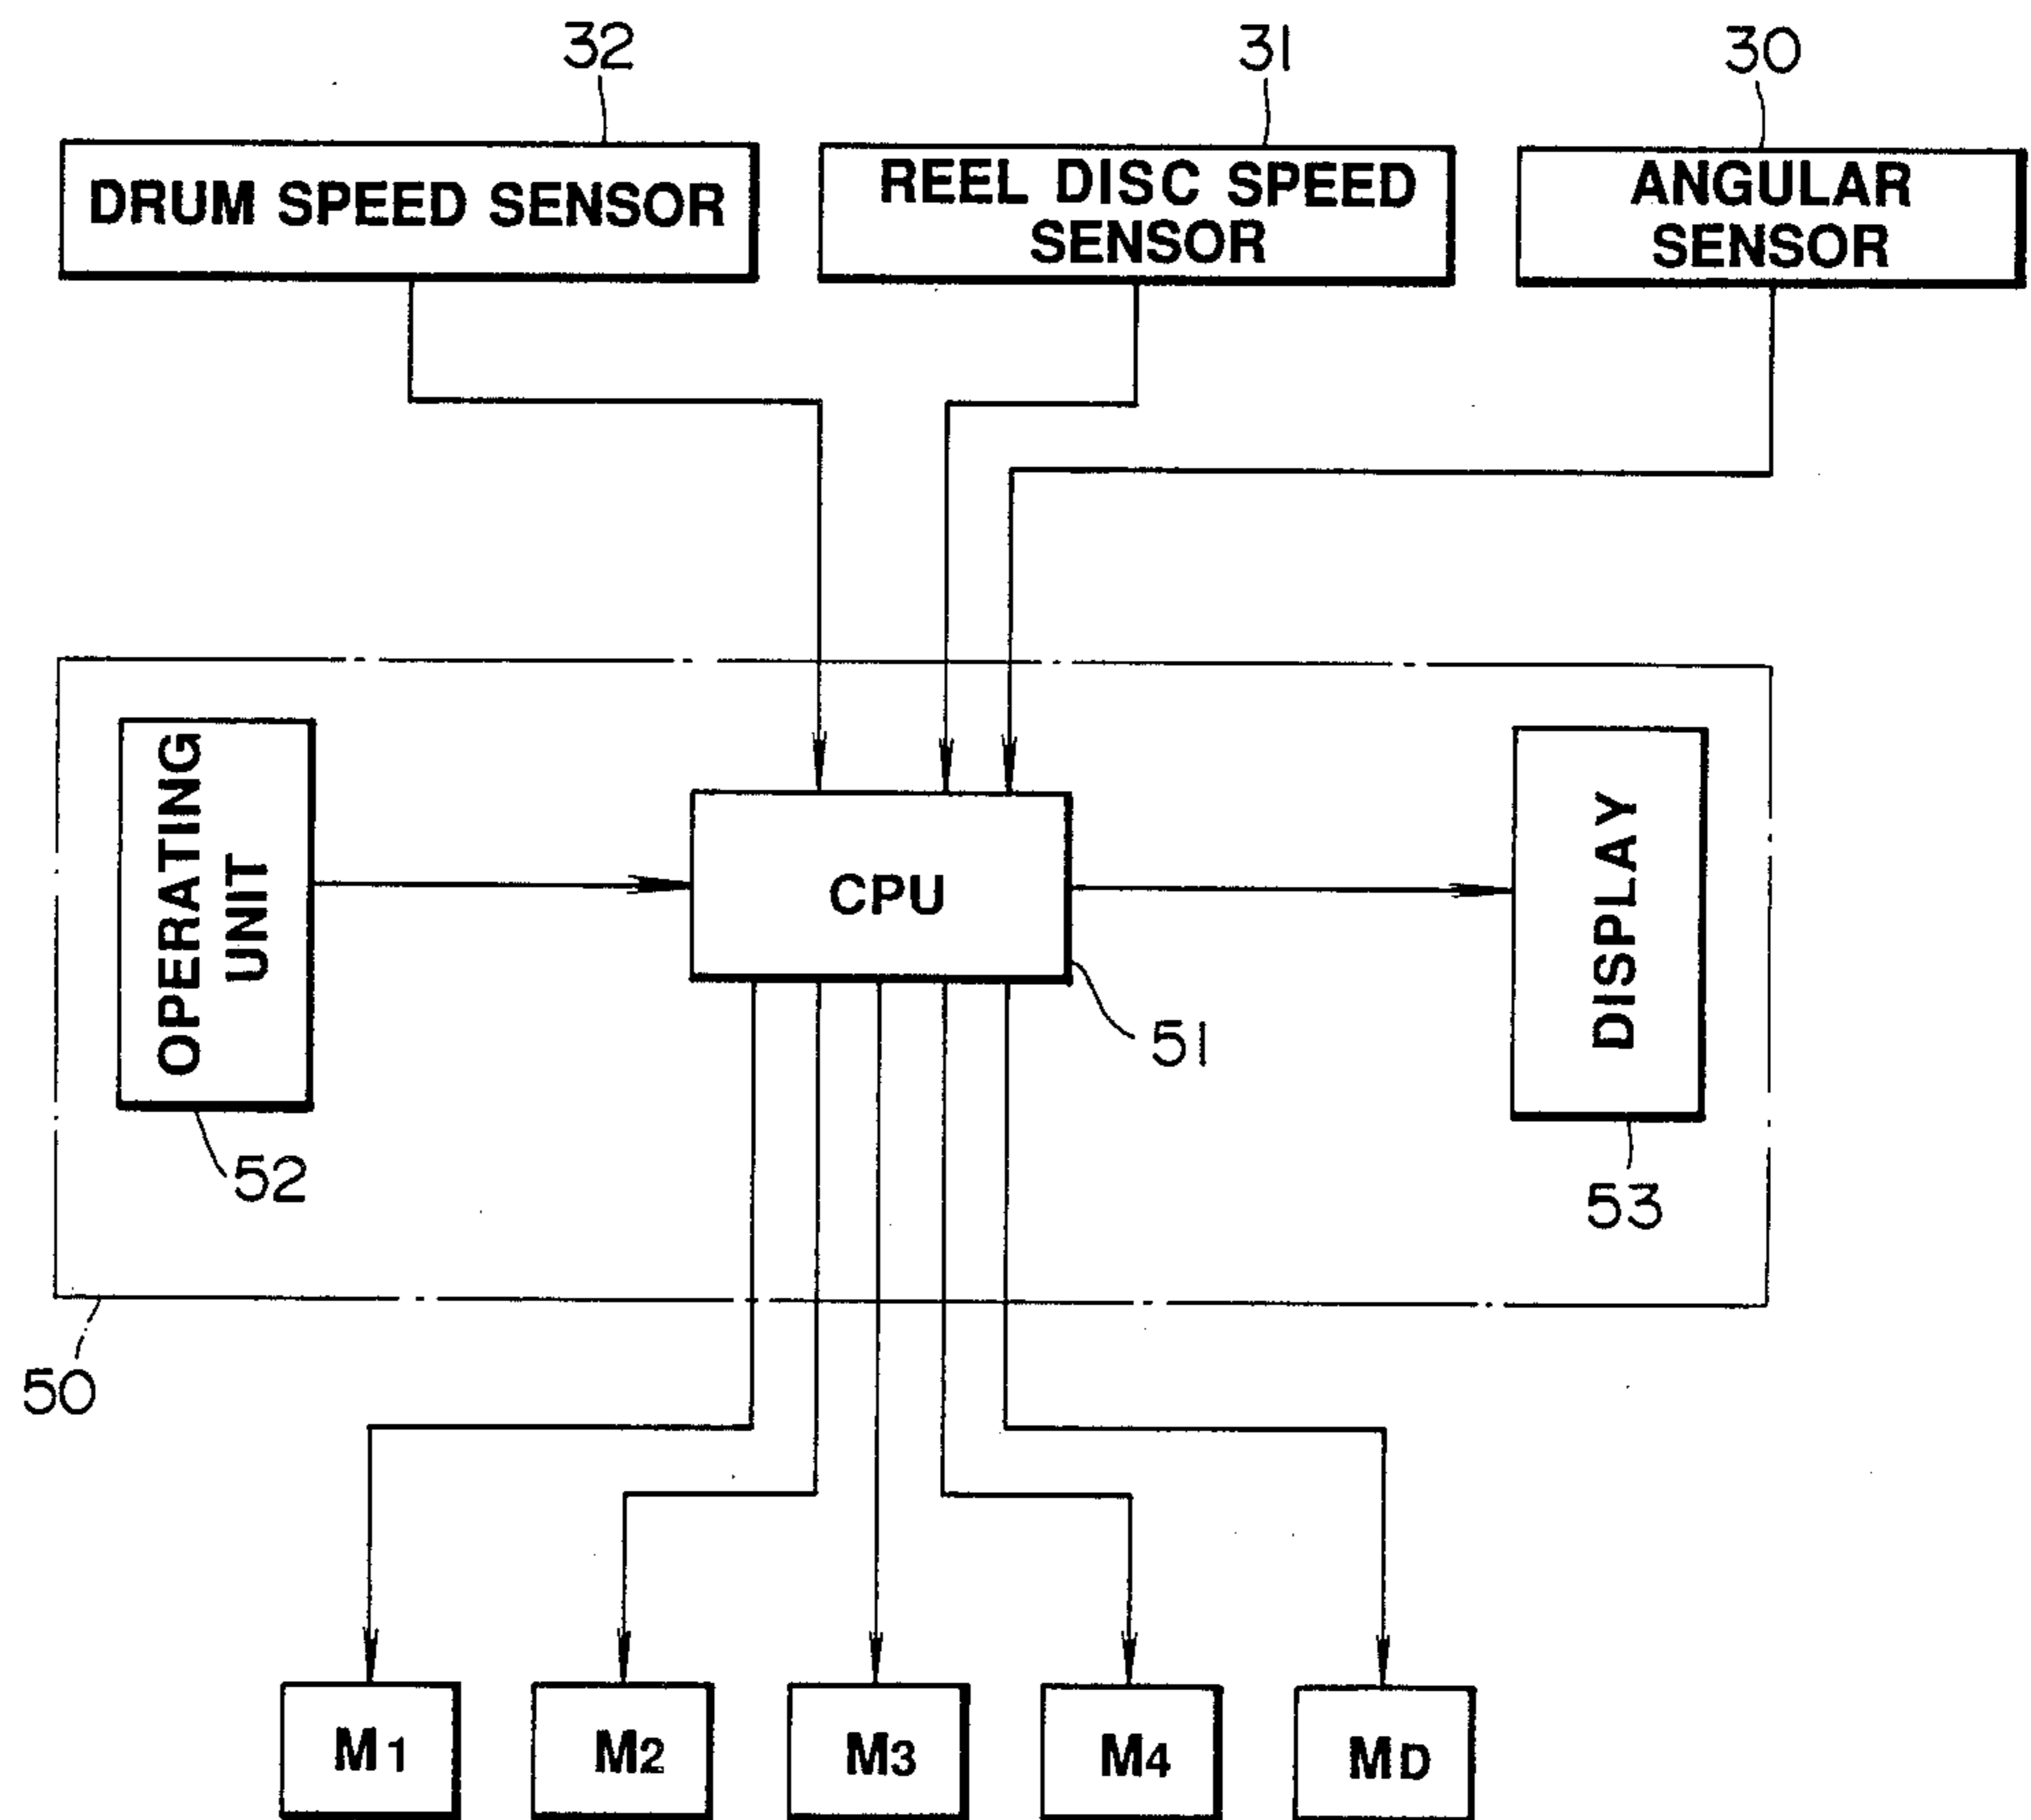 32
31
30
DRUM SPEED SENSOR
REEL DISC SPEED
SENSOR
ANGULAR
SENSOR
OPERATING
UNIT
CPU
DISPLAY
51
52
53
50
M1
M2
M3
M4
MD